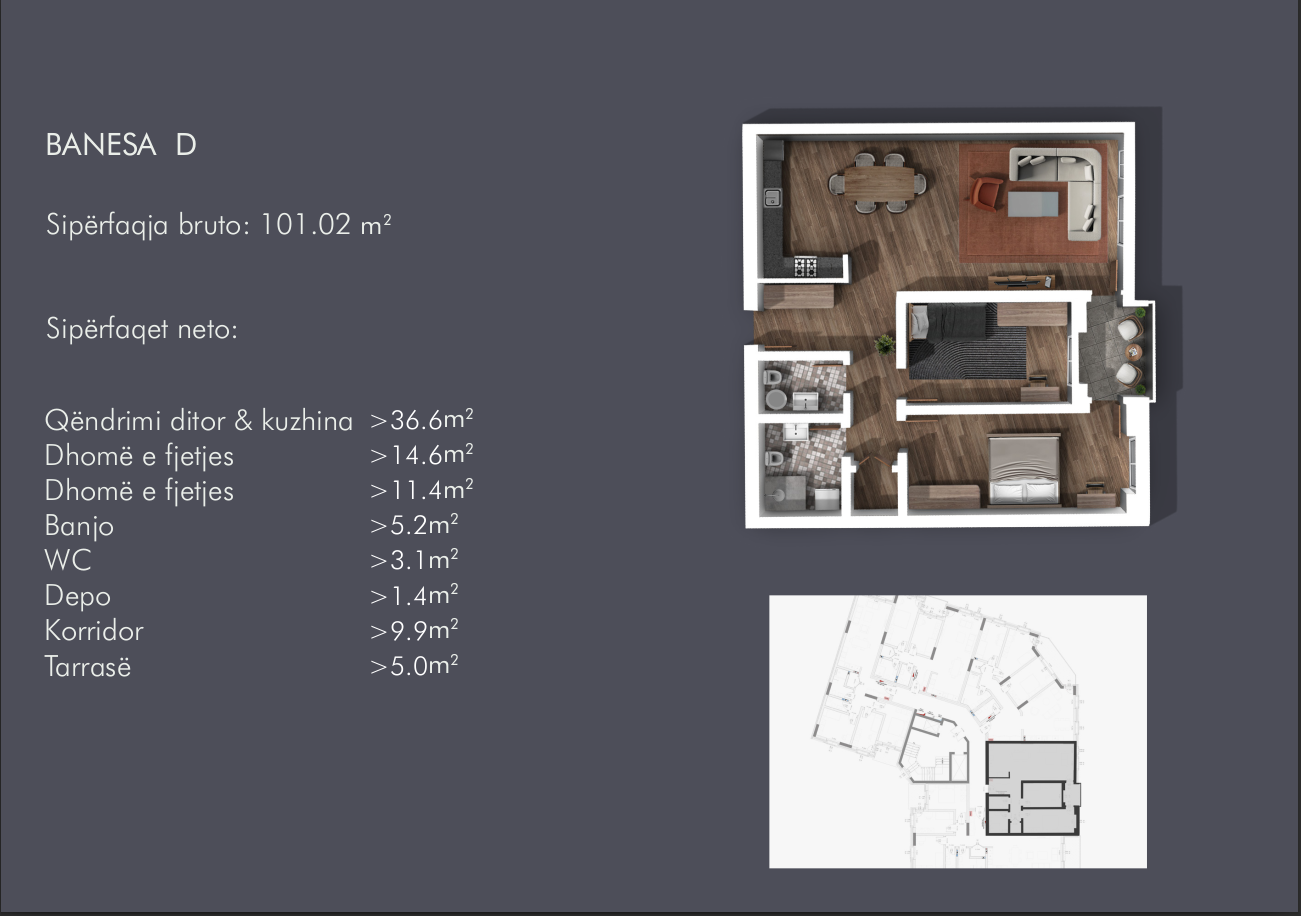 BANESA D
Sipërfaqja bruto: 101.02 m²
Sipërfaqet neto:
Qëndrimi ditor & kuzhina >36.6m²
Dhomë e fjetjes >14.6m²
Dhomë e fjetjes >11.4m²
Banjo >5.2m²
WC >3.1m²
Depo >1.4m²
Korridor >9.9m²
Tarrasë >5.0m²